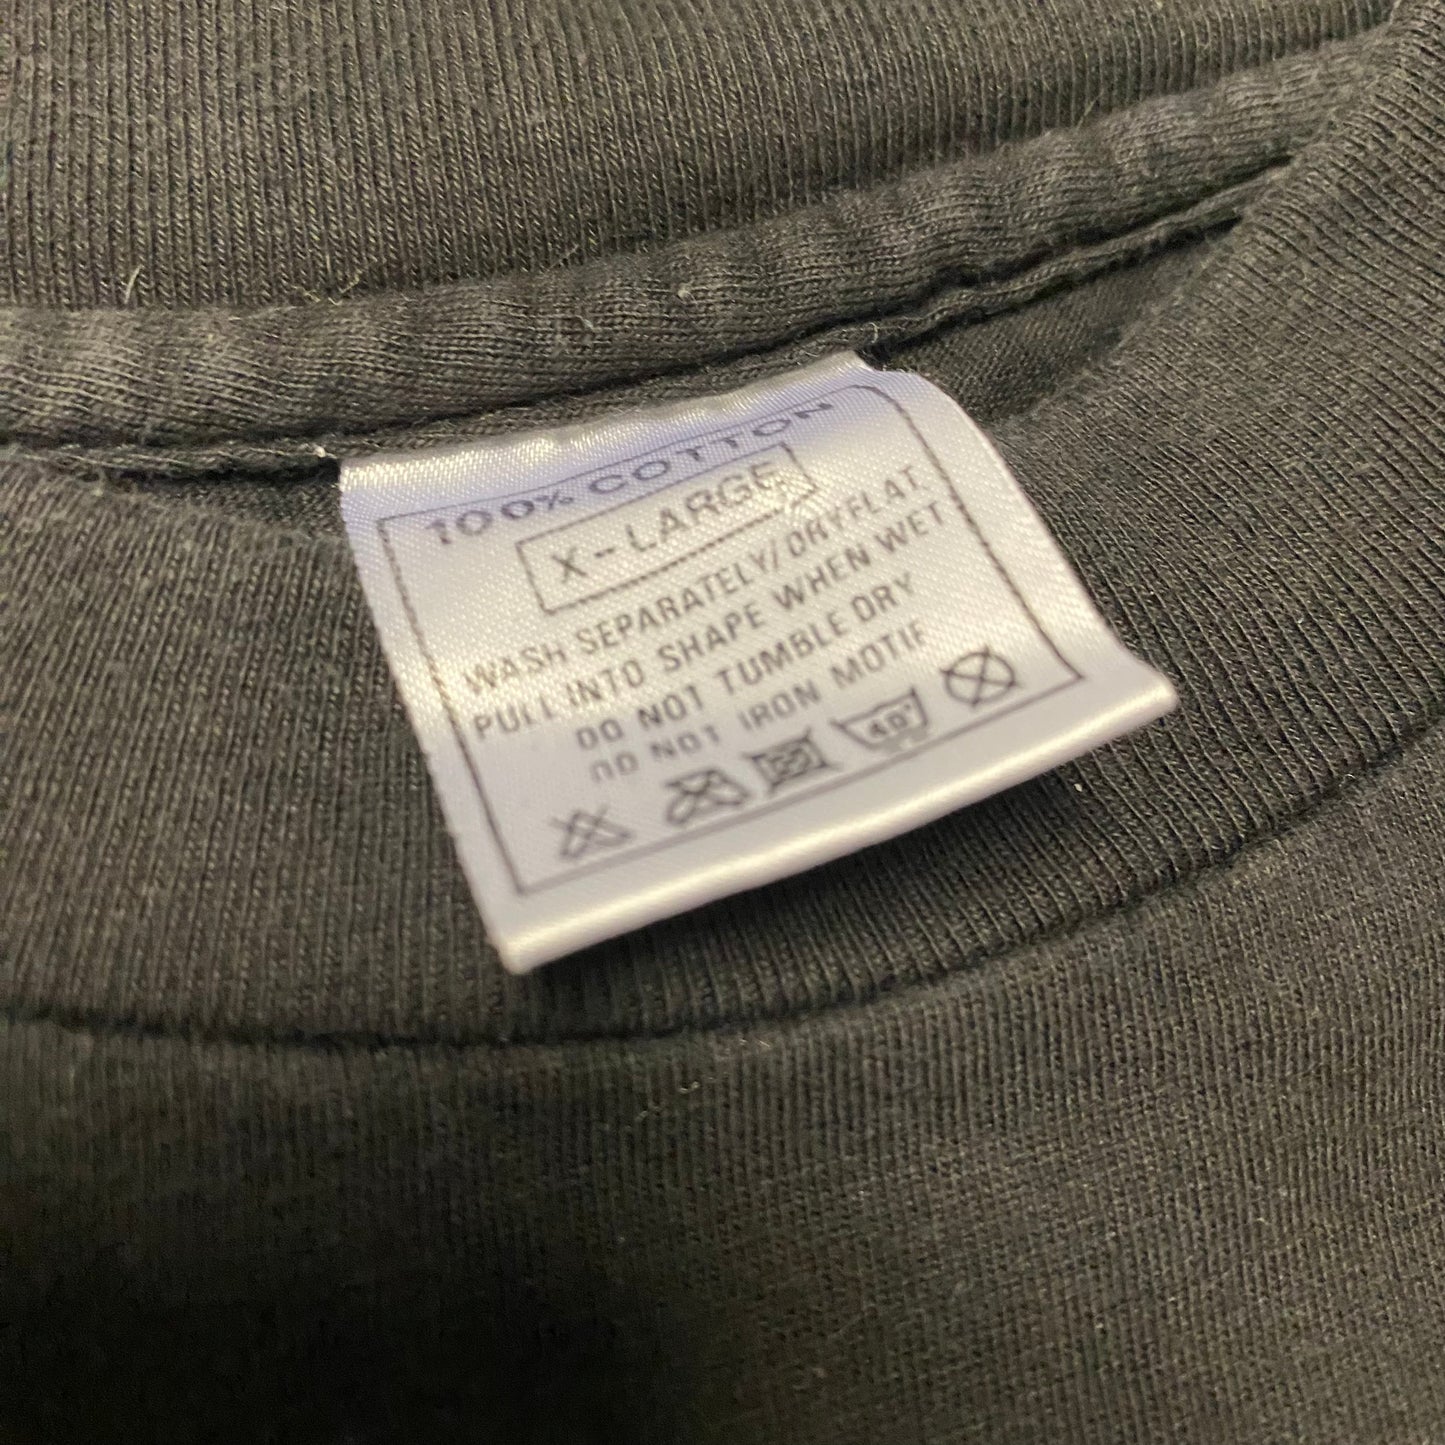 100% COTTON
X-LARGE
WASH SEPARATELY/DRYFLAT
PULL INTO SHAPE WHEN WET
DO NOT TUMBLE DRY
DO NOT IRON MOTIF
40°